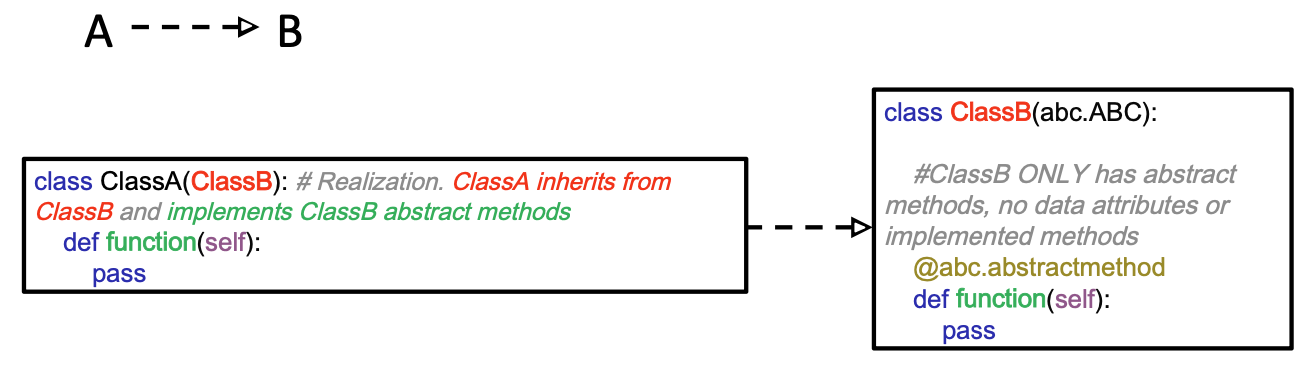 A B
class ClassA(ClassB): # Realization. ClassA inherits from
ClassB and implements ClassB abstract methods
def function(self):
pass
class ClassB(abc.ABC):
#ClassB ONLY has abstract
methods, no data attributes or
implemented methods
@abc.abstractmethod
def function(self):
pass